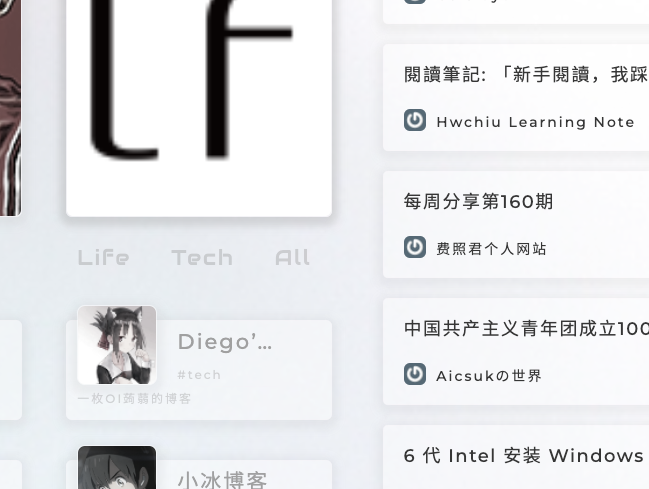 Life Tech All
Diego’…
#tech
一枚OI蒟蒻的博客
小冰博客
閱讀筆記: 「新手閱讀，我踩
Hwchiu Learning Note
每周分享第160期
费照君个人网站
中国共产主义青年团成立100
Aicsukの世界
6 代 Intel 安装 Windows